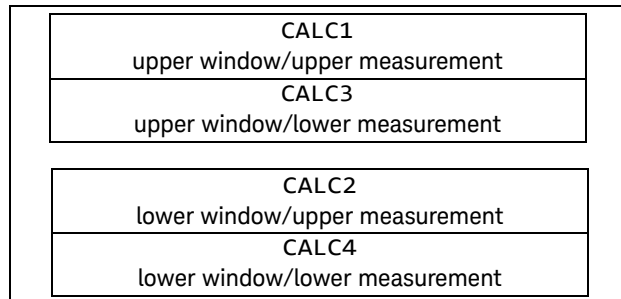 CALC1
upper window/upper measurement
CALC3
upper window/lower measurement
CALC2
lower window/upper measurement
CALC4
lower window/lower measurement